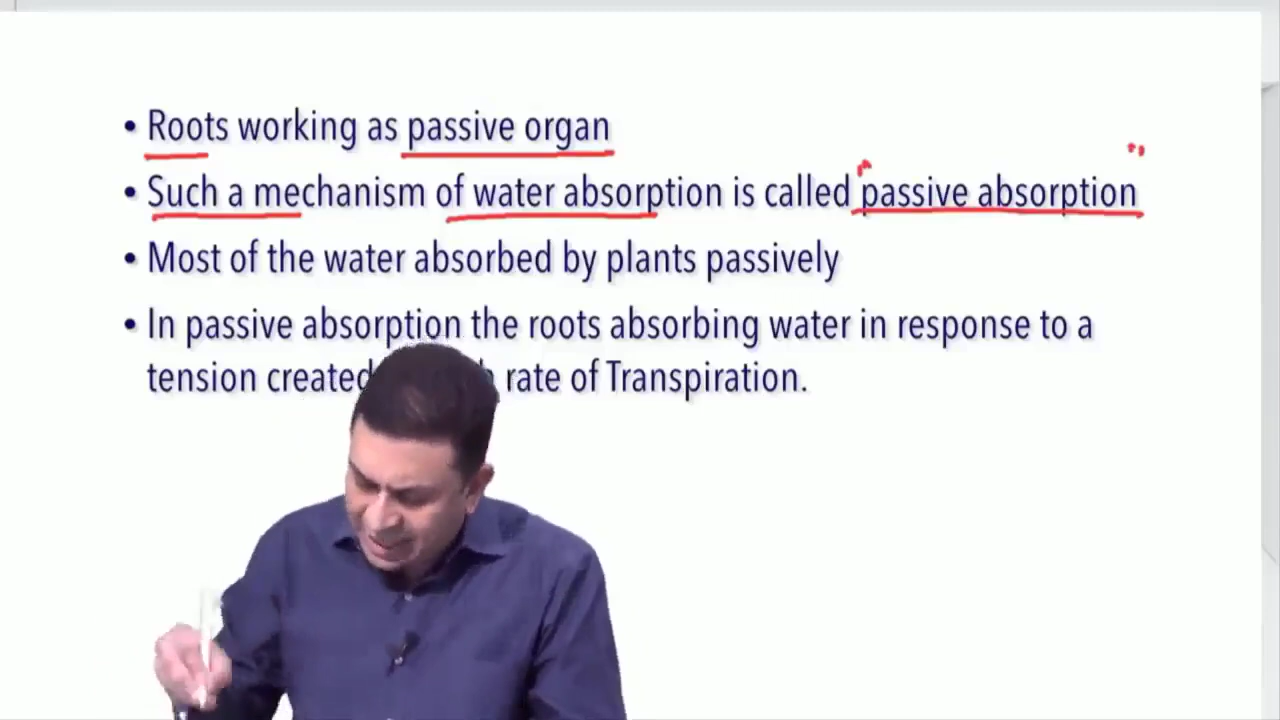 • Roots working as passive organ
• Such a mechanism of water absorption is called passive absorption
• Most of the water absorbed by plants passively
• In passive absorption the roots absorbing water in response to a
tension created rate of Transpiration.